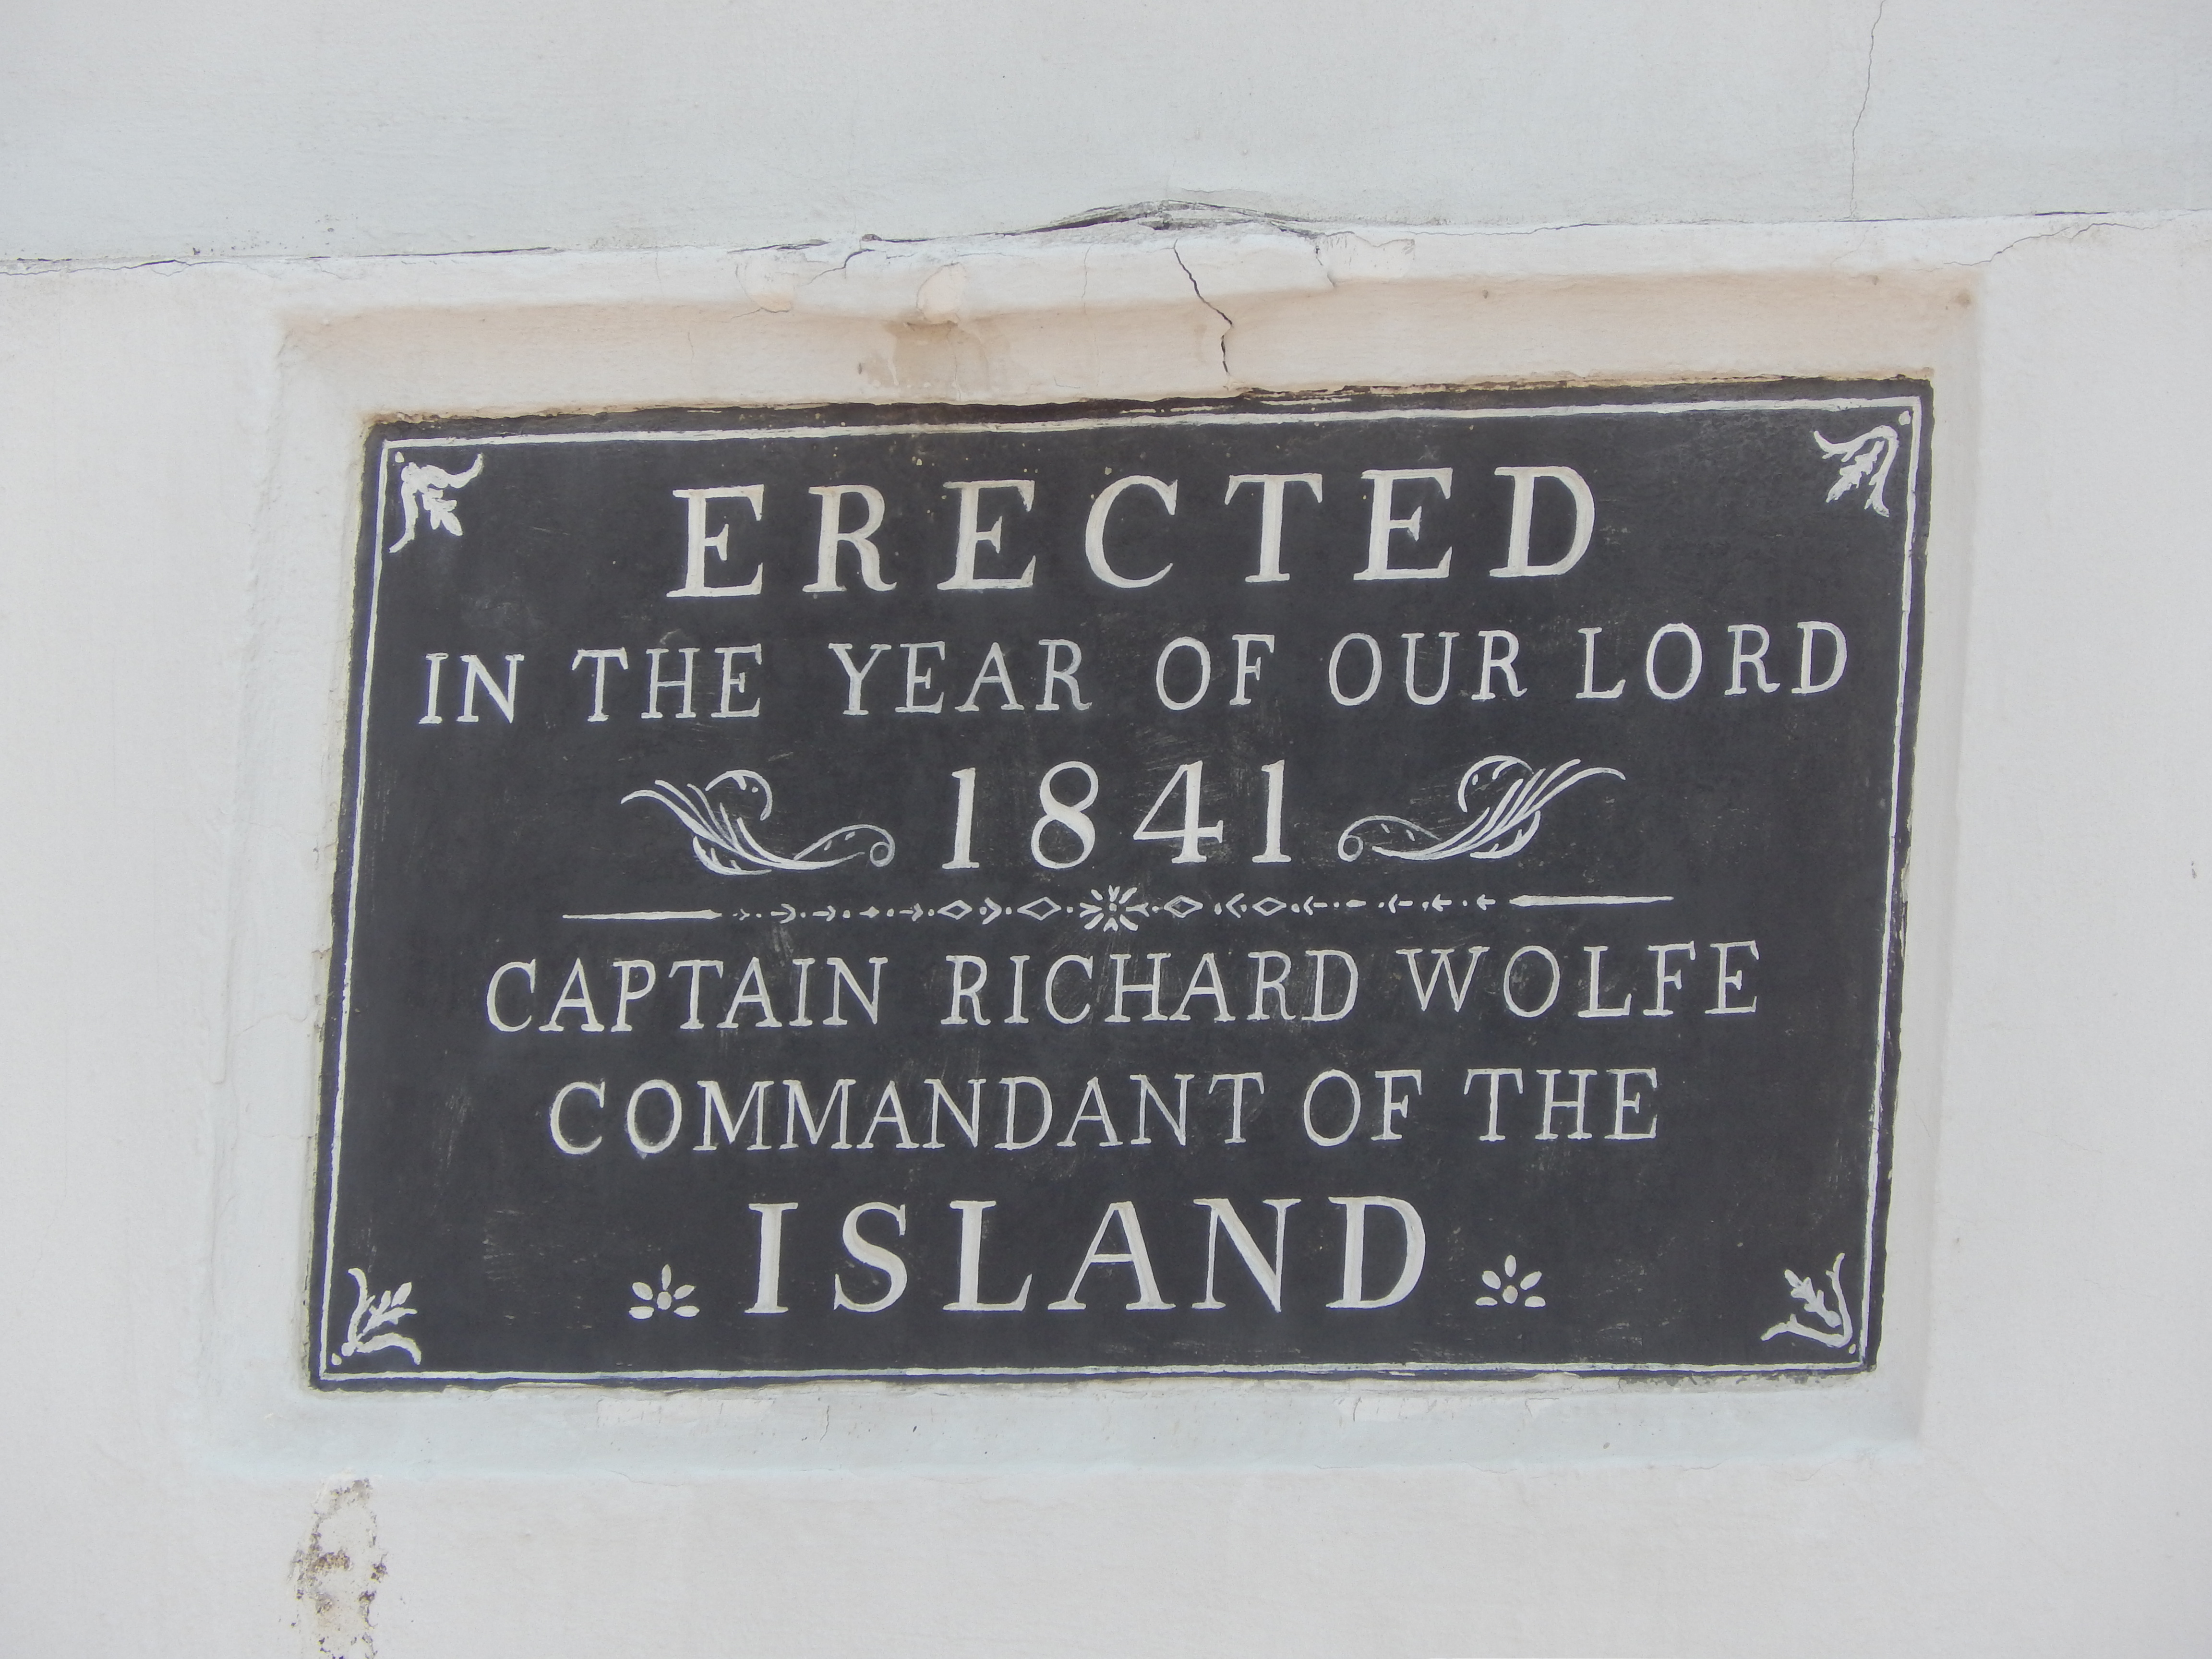 ERECTED
IN THE YEAR OF OUR LORD
1841
CAPTAIN RICHARD WOLFE
COMMANDANT OF THE
ISLAND